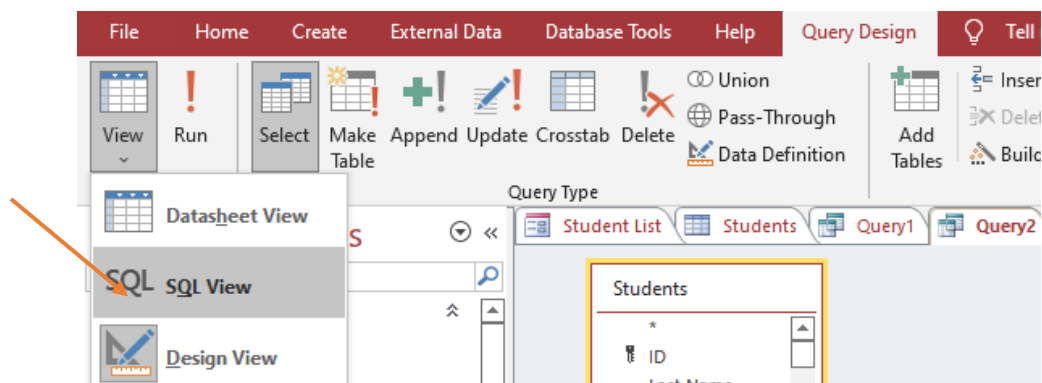 File Home Create External Data Database Tools Help Query Design Tell
View Run Select Make Table Append Update Crosstab Delete
Union
Pass-Through
Data Definition
Add Tables
Query Type
Datasheet View
SQL SQL View
Design View
Student List Students Query1 Query2
Students
*
ID